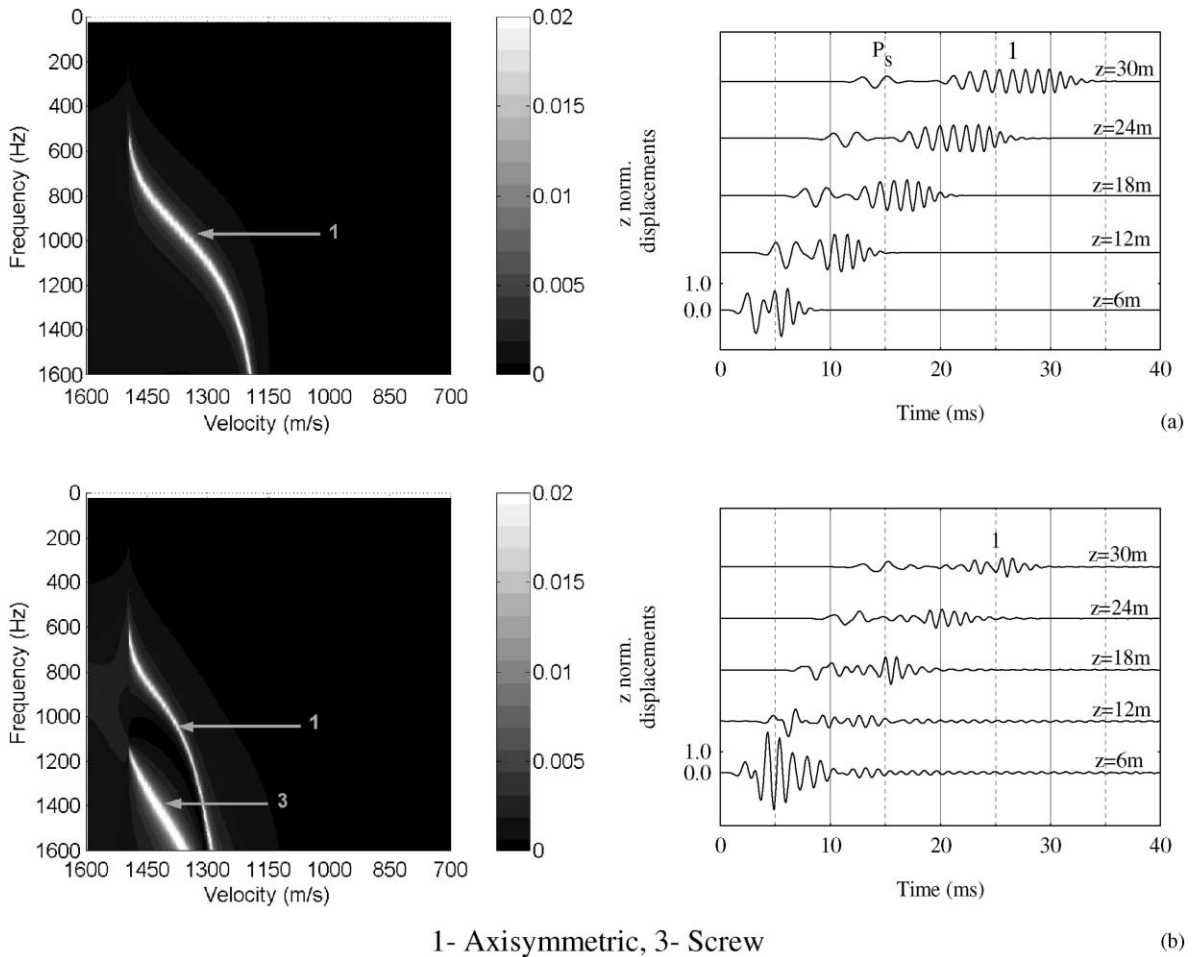 0
200
400
600
800
1000
1200
1400
1600
Frequency (Hz)
1600 1450 1300 1150 1000 850 700
Velocity (m/s)
1
0.02
0.015
0.01
0.005
0
P_s
1
z=30m
z=24m
z=18m
z=12m
z=6m
z norm.
displacements
1.0
0.0
0 10 20 30 40
Time (ms)
(a)
0
200
400
600
800
1000
1200
1400
1600
Frequency (Hz)
1600 1450 1300 1150 1000 850 700
Velocity (m/s)
1
3
0.02
0.015
0.01
0.005
0
1
z=30m
z=24m
z=18m
z=12m
z=6m
z norm.
displacements
1.0
0.0
0 10 20 30 40
Time (ms)
1- Axisymmetric, 3- Screw
(b)